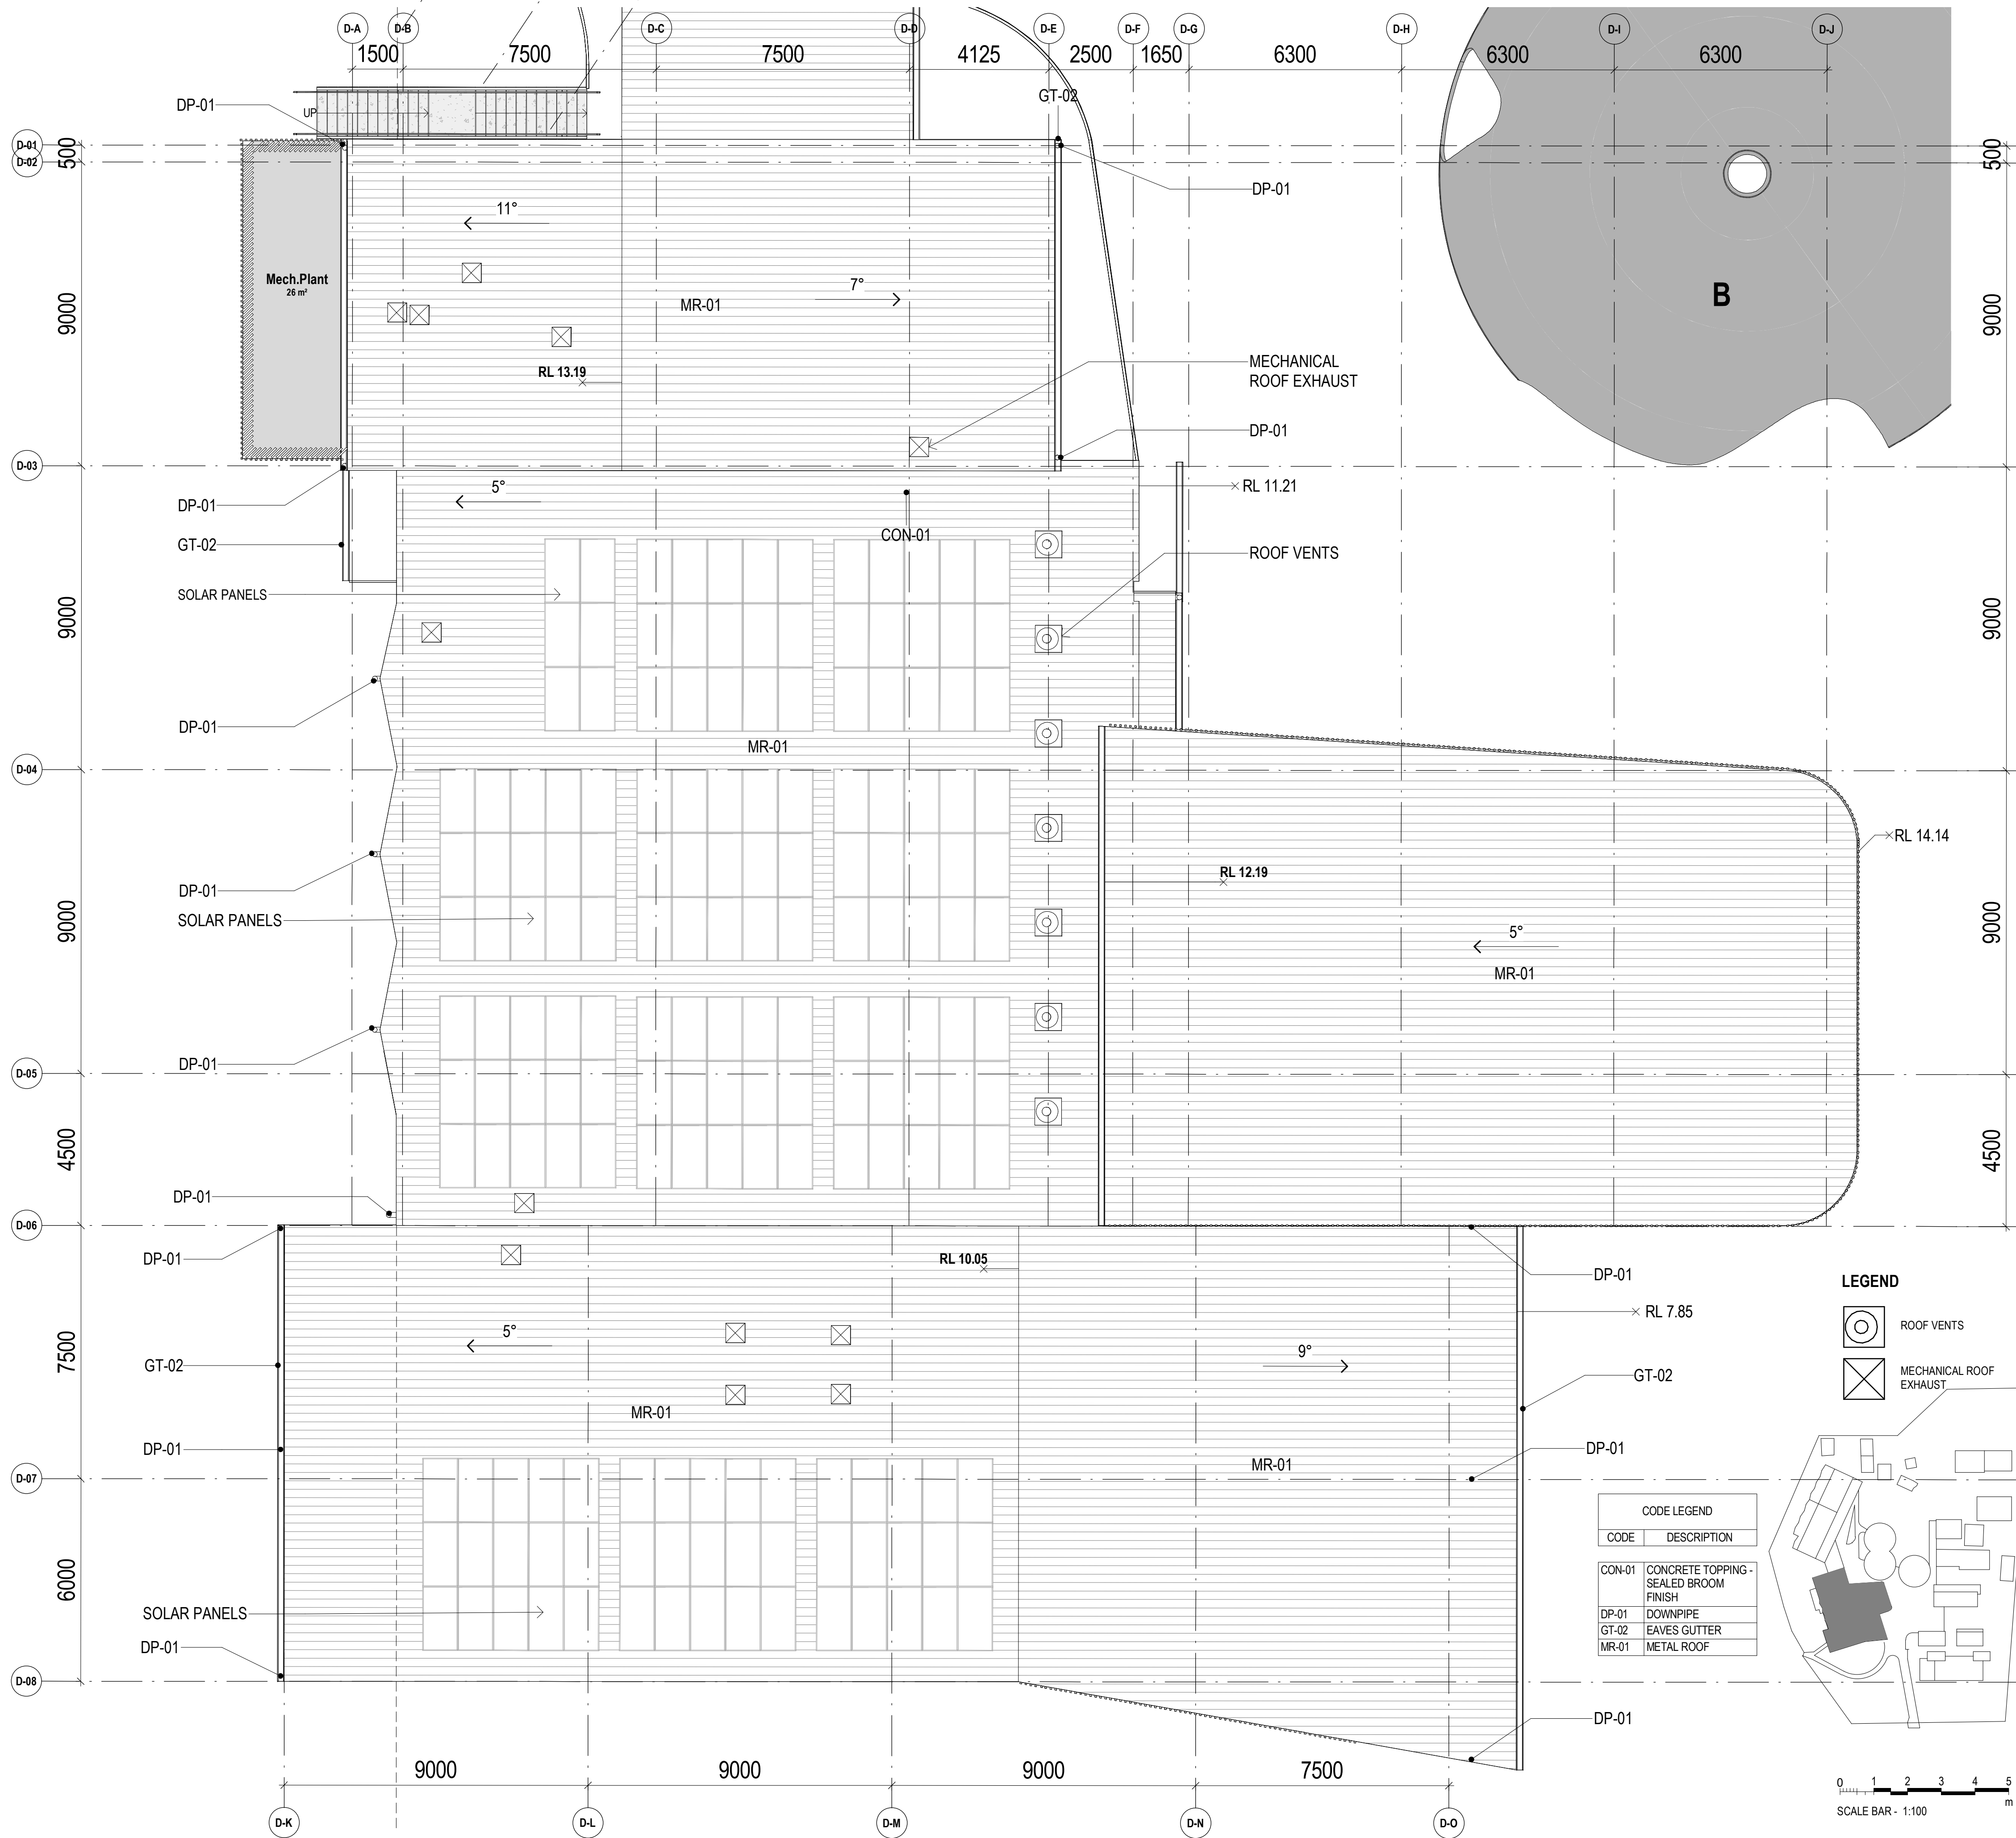 D-A D-B D-C D-D D-E D-F D-G D-H D-I D-J
1500 7500 7500 4125 2500 1650 6300 6300 6300
GT-02
DP-01
UP
D-01
D-02
500
500
DP-01
11°
Mech.Plant
26 m²
7°
MR-01
B
9000
9000
MECHANICAL
ROOF EXHAUST
RL 13.19
DP-01
D-03
5°
RL 11.21
DP-01
CON-01
GT-02
ROOF VENTS
SOLAR PANELS
9000
9000
DP-01
MR-01
D-04
RL 14.14
RL 12.19
DP-01
SOLAR PANELS
9000
9000
5°
MR-01
DP-01
D-05
4500
4500
DP-01
D-06
DP-01
RL 10.05
DP-01
LEGEND
RL 7.85
ROOF VENTS
5°
9°
7500
GT-02
GT-02
MECHANICAL ROOF
EXHAUST
MR-01
DP-01
DP-01
MR-01
D-07
CODE LEGEND
CODE DESCRIPTION
CON-01 CONCRETE TOPPING -
SEALED BROOM
FINISH
DP-01 DOWNPIPE
GT-02 EAVES GUTTER
MR-01 METAL ROOF
6000
SOLAR PANELS
DP-01
D-08
DP-01
9000 9000 9000 7500
0 1 2 3 4 5
m
SCALE BAR - 1:100
D-K D-L D-M D-N D-O